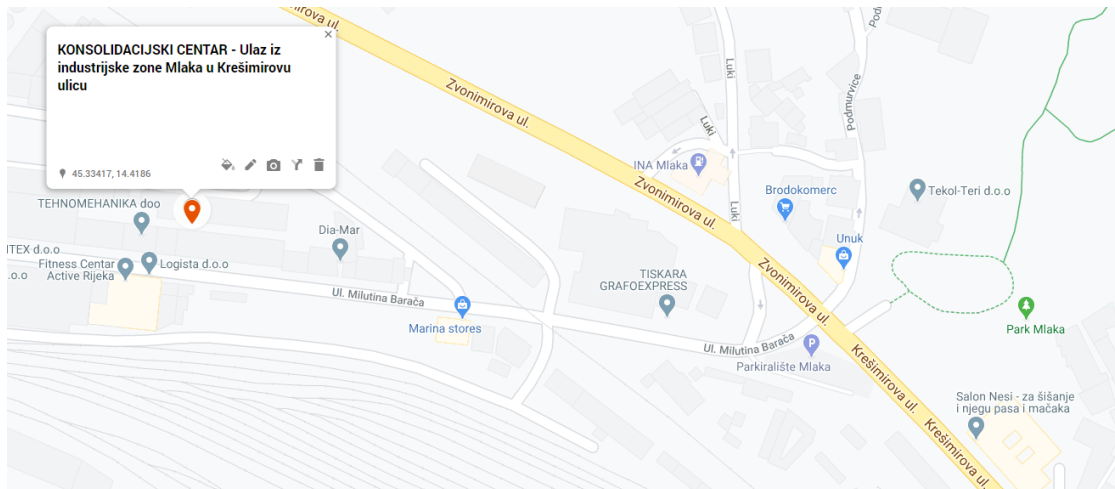 KONSOLIDACIJSKI CENTAR - Ulaz iz
industrijske zone Mlaka u Krešimirovu
ulicu
45.33417, 14.4186
Zvonimirova ul.
Luki
Podmurvice
Luki
INA Mlaka
Zvonimirova ul.
Luki
Brodokomerc
Tekol-Teri d.o.o
TEHNOMEHANIKA doo
Dia-Mar
Unuk
Fitness Centar
Active Rijeka
Logista d.o.o
.o.o
TISKARA
GRAFOEXPRESS
Zvonimirova ul.
Ul. Milutina Barača
Marina stores
Park Mlaka
Ul. Milutina Barača
Parkiralište Mlaka
Krešimirova ul.
Salon Nesi - za šišanje
i njegu pasa i mačaka
Krešimirova ul.